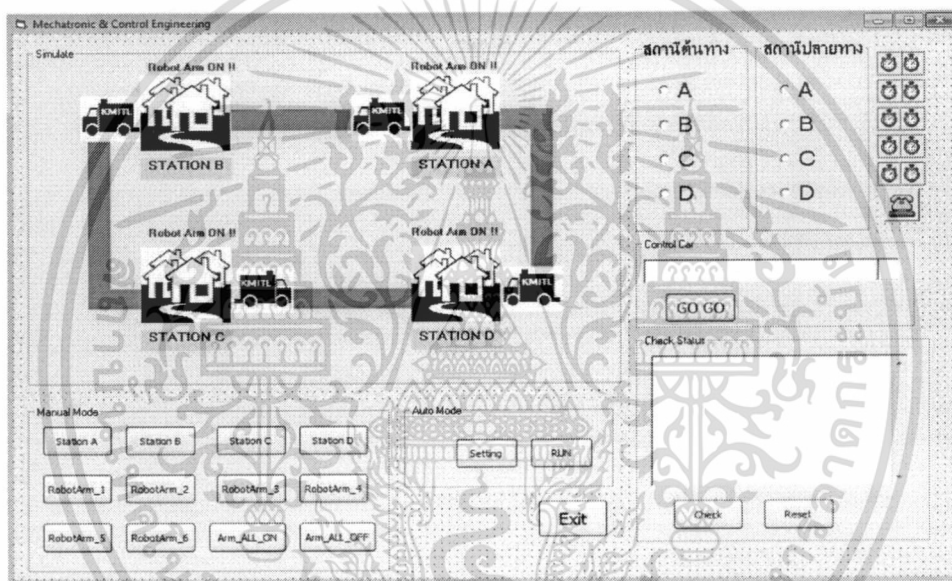 Mechatronic & Control Engineering
Simulate
Robot Arm ON !!
Robot Arm ON !!
KMITL
KMITL
STATION B
STATION A
Robot Arm ON !!
Robot Arm ON !!
KMITL
KMITL
STATION C
STATION D
สถานีต้นทาง
สถานีปลายทาง
A
A
B
B
C
C
D
D
Control Car
GO GO
Check Status
Check
Reset
Manual Mode
Station A
Station B
Station C
Station D
RobotArm_1
RobotArm_2
RobotArm_3
RobotArm_4
RobotArm_5
RobotArm_6
Arm_ALL_ON
Arm_ALL_OFF
Auto Mode
Setting
RUN
Exit